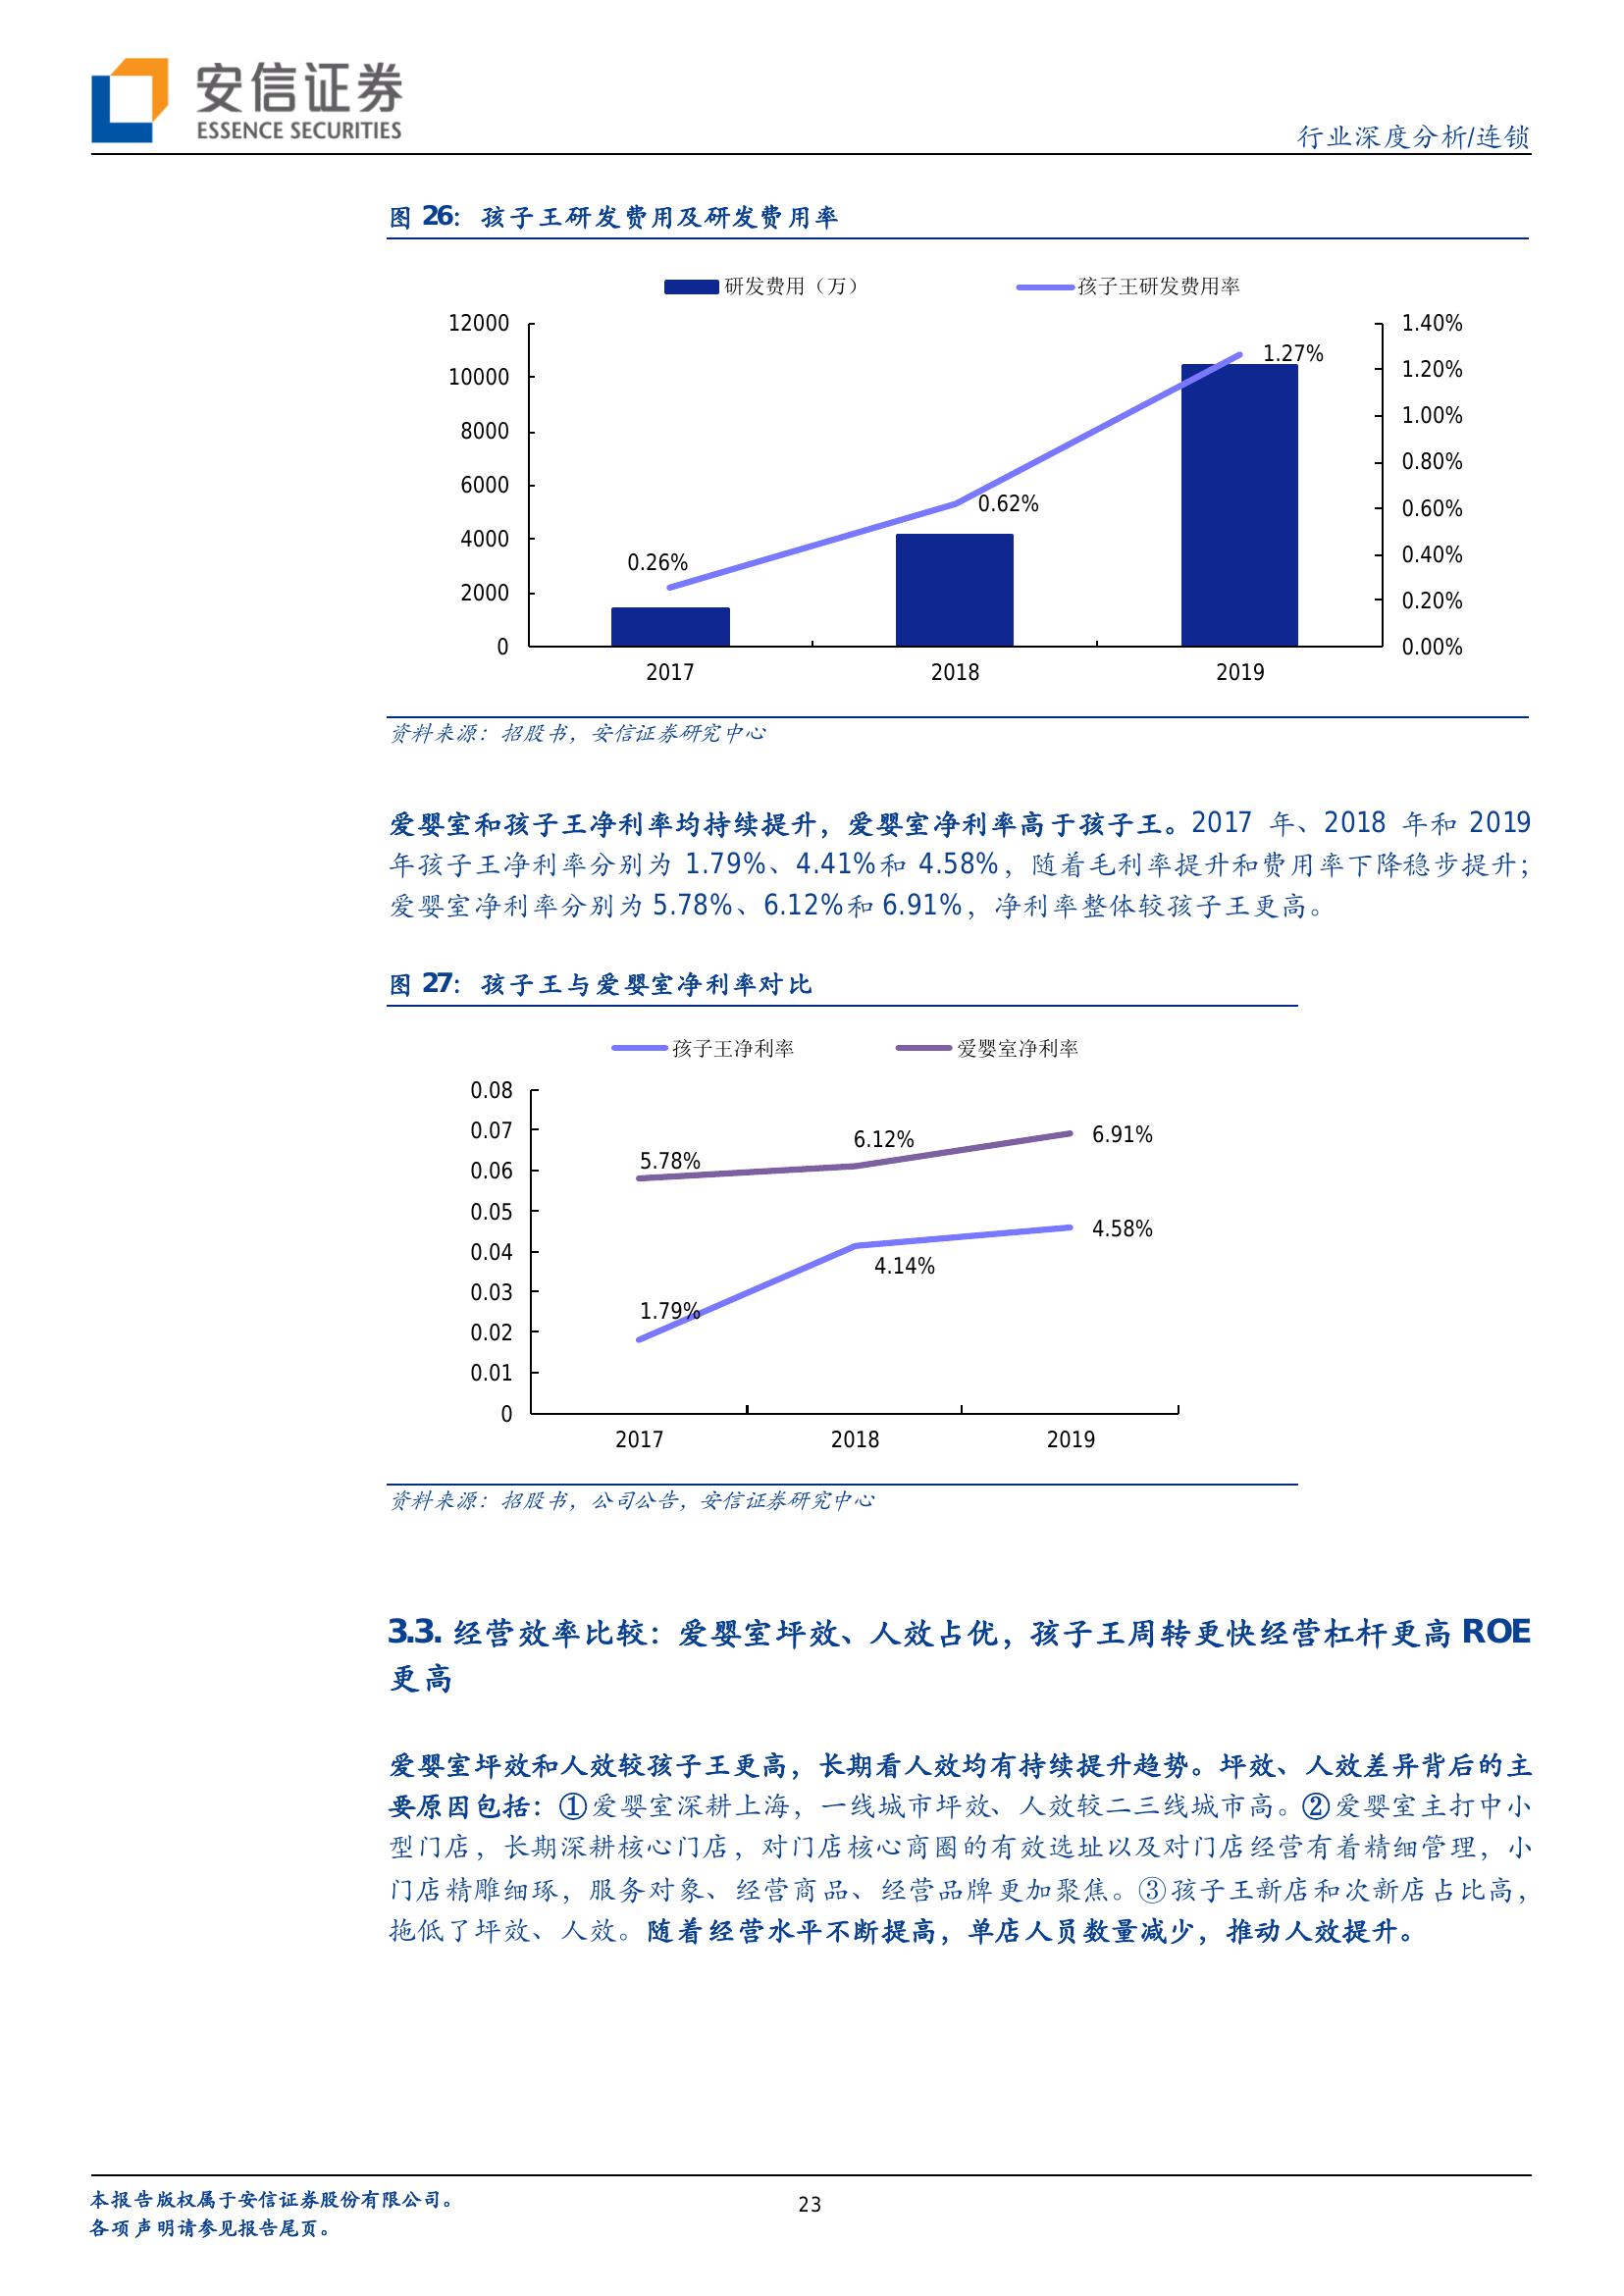 安信证券
ESSENCE SECURITIES
行业深度分析/连锁
图 26：孩子王研发费用及研发费用率
研发费用（万） 孩子王研发费用率
12000 1.40%
1.27%
10000 1.20%
1.00%
8000
0.80%
6000
0.62% 0.60%
4000
0.40%
0.26%
2000 0.20%
0 0.00%
2017 2018 2019
资料来源：招股书，安信证券研究中心
爱婴室和孩子王净利率均持续提升，爱婴室净利率高于孩子王。2017 年、2018 年和 2019
年孩子王净利率分别为 1.79%、4.41%和 4.58%，随着毛利率提升和费用率下降稳步提升；
爱婴室净利率分别为 5.78%、6.12%和 6.91%，净利率整体较孩子王更高。
图 27：孩子王与爱婴室净利率对比
孩子王净利率 爱婴室净利率
0.08
0.07
6.12% 6.91%
5.78%
0.06
0.05
4.58%
0.04
4.14%
0.03
1.79%
0.02
0.01
0
2017 2018 2019
资料来源：招股书，公司公告，安信证券研究中心
3.3. 经营效率比较：爱婴室坪效、人效占优，孩子王周转更快经营杠杆更高 ROE
更高
爱婴室坪效和人效较孩子王更高，长期看人效均有持续提升趋势。坪效、人效差异背后的主
要原因包括：①爱婴室深耕上海，一线城市坪效、人效较二三线城市高。②爱婴室主打中小
型门店，长期深耕核心门店，对门店核心商圈的有效选址以及对门店经营有着精细管理，小
门店精雕细琢，服务对象、经营商品、经营品牌更加聚焦。③孩子王新店和次新店占比高，
拖低了坪效、人效。随着经营水平不断提高，单店人员数量减少，推动人效提升。
本报告版权属于安信证券股份有限公司。
23
各项声明请参见报告尾页。